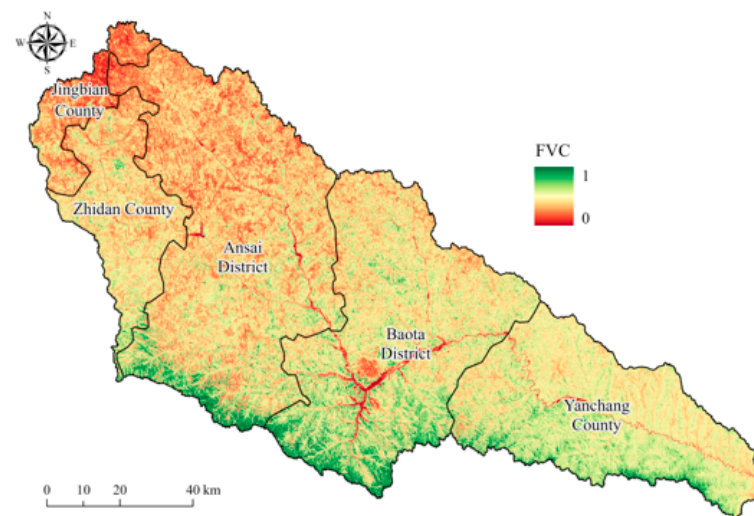 N
W E
S
Jingbian
County
Zhidan County
Ansai
District
Baota
District
Yanchang
County
FVC
1
0
0 10 20 40 km